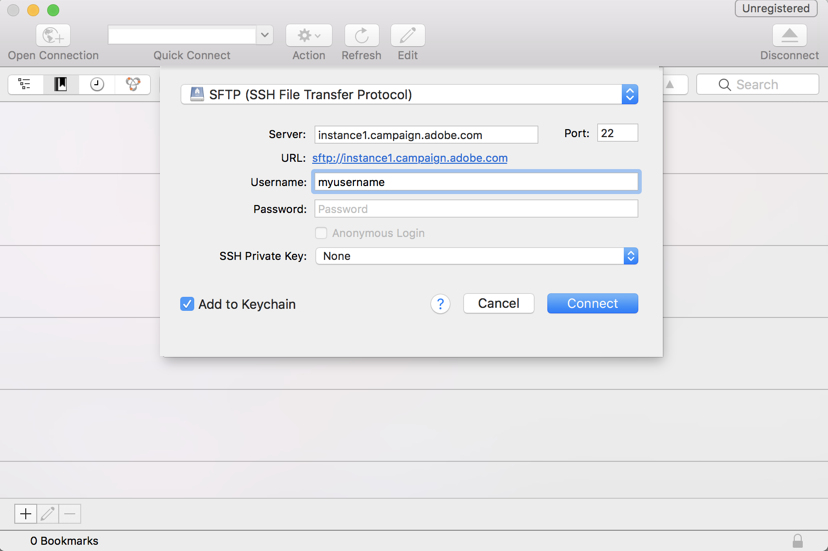 Unregistered
Open Connection Quick Connect Action Refresh Edit Disconnect
Search
SFTP (SSH File Transfer Protocol)
Server: instance1.campaign.adobe.com Port: 22
URL: sftp://instance1.campaign.adobe.com
Username: myusername
Password: Password
Anonymous Login
SSH Private Key: None
Add to Keychain ? Cancel Connect
0 Bookmarks